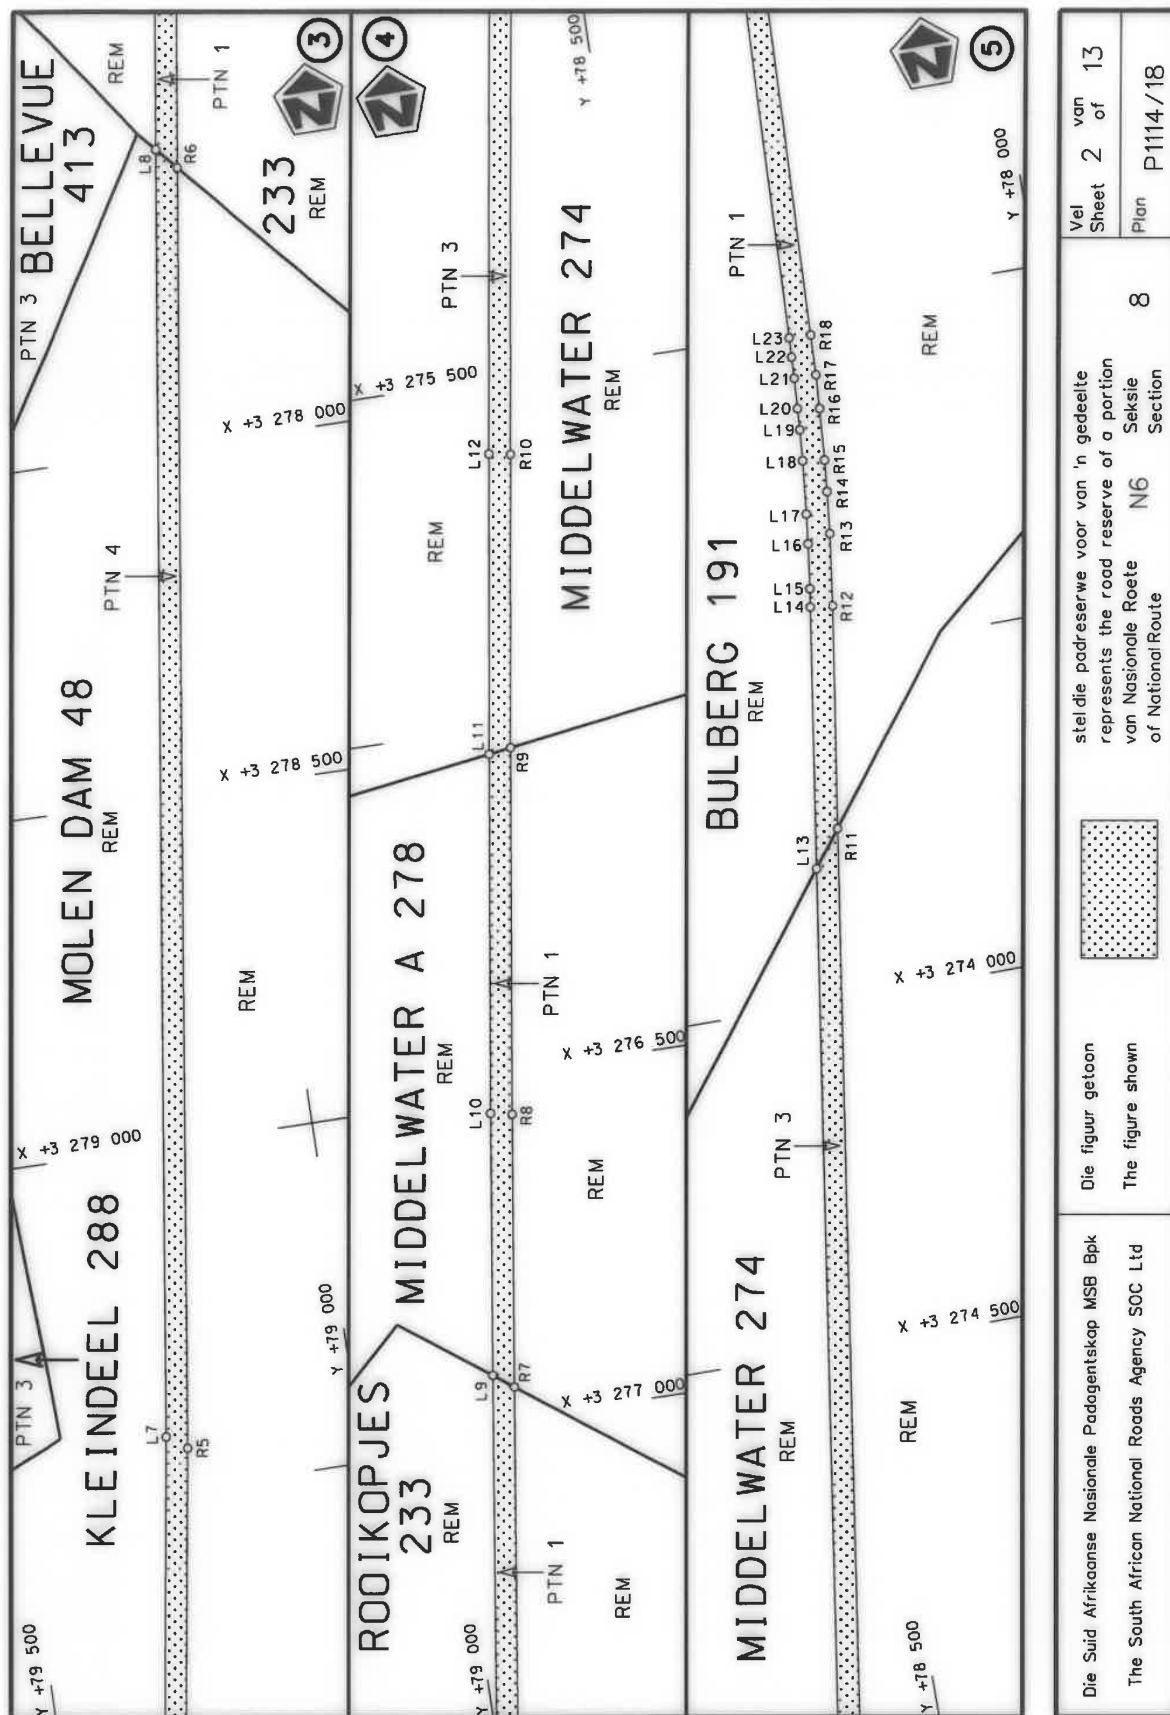 Y +79 500
PTN 3
KLEINDEEL 288
X +3 279 000
MOLEN DAM 48
REM
PTN 3
BELLEVUE
413
REM
L7
R5
REM
PTN 4
L8
R6
PTN 1
X +3 278 500
X +3 278 000
233
REM
3
N
Y +79 000
ROOIKOPJES
233
REM
Y +79 000
MIDDELWATER A 278
REM
X +3 275 500
4
N
L9
R7
L10
R8
L11
R9
L12
R10
PTN 3
PTN 1
REM
PTN 1
REM
REM
MIDDELWATER 274
REM
Y +78 500
X +3 277 000
X +3 276 500
MIDDELWATER 274
REM
PTN 3
BULBERG 191
REM
PTN 1
L13
R11
L14
L15
L16
L17
L18
L19
L20
L21
L22
L23
R12
R13
R14
R15
R16
R17
R18
Y +78 500
REM
X +3 274 500
X +3 274 000
REM
Y +78 000
N
5
Die Suid Afrikaanse Nasionale Padagentskap MSB Bpk
The South African National Roads Agency SOC Ltd
Die figuur getoon
The figure shown
stel die padreserwe voor van 'n gedeelte
represents the road reserve of a portion
van Nasionale Roete N6 Seksie 8
of National Route Section
Vel 2 van 13
Sheet of
Plan P1114/18